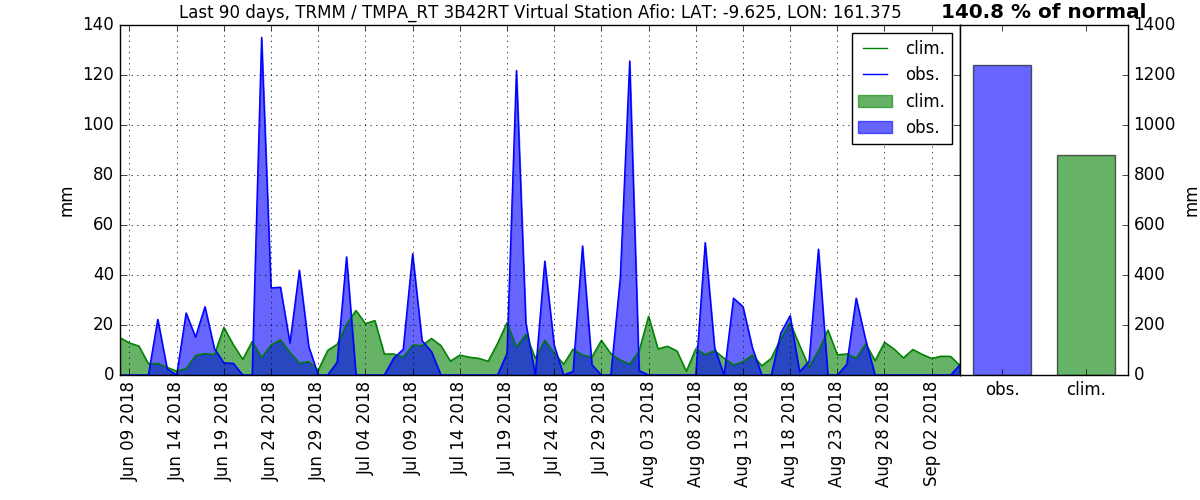 Last 90 days, TRMM / TMPA_RT 3B42RT Virtual Station Afio: LAT: -9.625, LON: 161.375
140.8 % of normal
140
120
100
80
60
40
20
0
mm
clim.
obs.
clim.
obs.
1400
1200
1000
800
600
400
200
0
mm
Jun 09 2018
Jun 14 2018
Jun 19 2018
Jun 24 2018
Jun 29 2018
Jul 04 2018
Jul 09 2018
Jul 14 2018
Jul 19 2018
Jul 24 2018
Jul 29 2018
Aug 03 2018
Aug 08 2018
Aug 13 2018
Aug 18 2018
Aug 23 2018
Aug 28 2018
Sep 02 2018
obs.
clim.